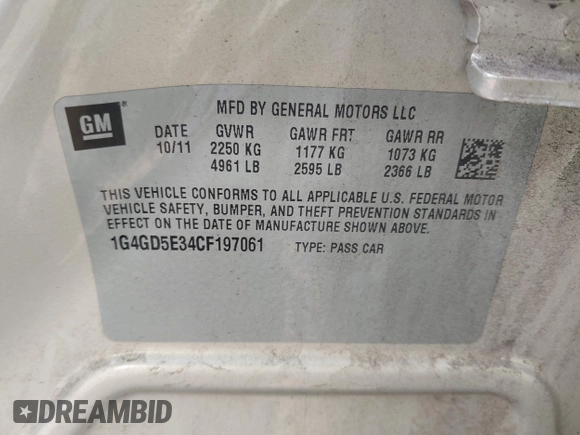 GM
MFD BY GENERAL MOTORS LLC
DATE GVWR GAWR FRT GAWR RR
10/11 2250 KG 1177 KG 1073 KG
4961 LB 2595 LB 2366 LB
THIS VEHICLE CONFORMS TO ALL APPLICABLE U.S. FEDERAL MOTOR
VEHICLE SAFETY, BUMPER, AND THEFT PREVENTION STANDARDS IN
EFFECT ON THE DATE OF MANUFACTURE SHOWN ABOVE.
1G4GD5E34CF197061 TYPE: PASS CAR
DREAMBID